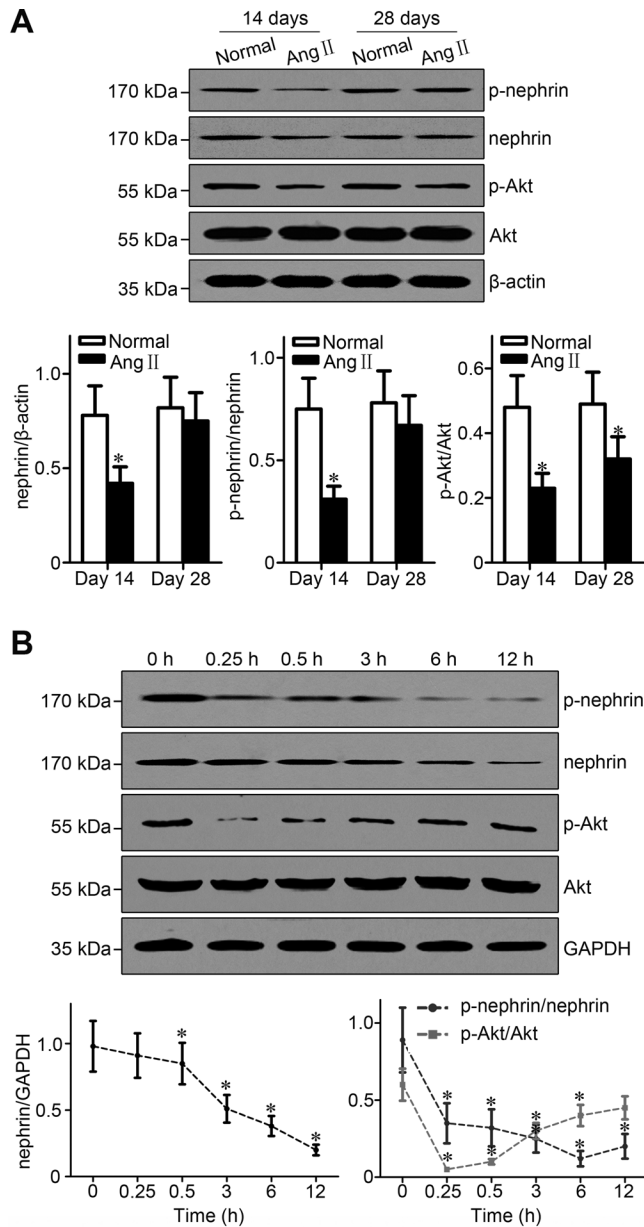 A
14 days 28 days
Normal Ang Ⅱ Normal Ang Ⅱ
170 kDa p-nephrin
170 kDa nephrin
55 kDa p-Akt
55 kDa Akt
35 kDa β-actin
Normal
Ang Ⅱ
nephrin/β-actin
1.0
0.5
0
*
Day 14 Day 28
Normal
Ang Ⅱ
p-nephrin/nephrin
1.0
0.5
0
*
Day 14 Day 28
Normal
Ang Ⅱ
p-Akt/Akt
0.6
0.4
0.2
0
* *
Day 14 Day 28
B
0 h 0.25 h 0.5 h 3 h 6 h 12 h
170 kDa p-nephrin
170 kDa nephrin
55 kDa p-Akt
55 kDa Akt
35 kDa GAPDH
nephrin/GAPDH
1.0
0.5
0
* * * *
0 0.25 0.5 3 6 12
Time (h)
p-nephrin/nephrin
p-Akt/Akt
1.0
0.5
0
* * * * *
* * * * *
0 0.25 0.5 3 6 12
Time (h)